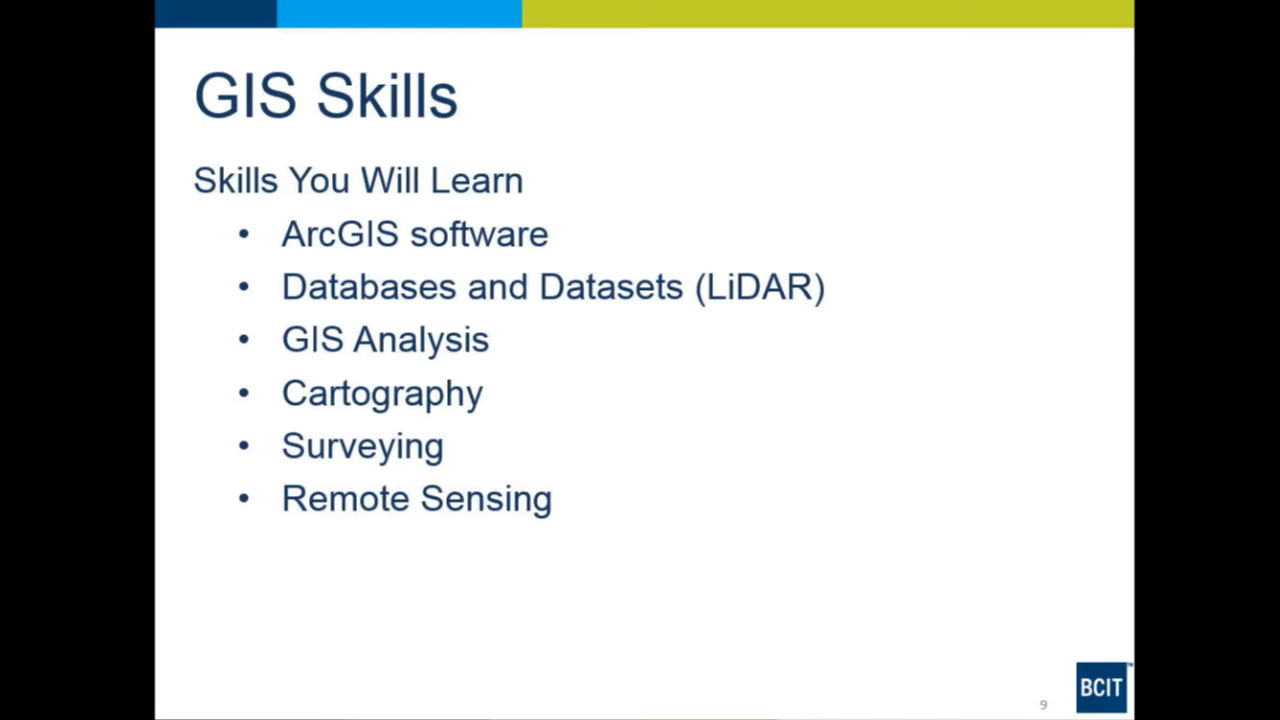 GIS Skills
Skills You Will Learn
• ArcGIS software
• Databases and Datasets (LiDAR)
• GIS Analysis
• Cartography
• Surveying
• Remote Sensing
9
BCIT™